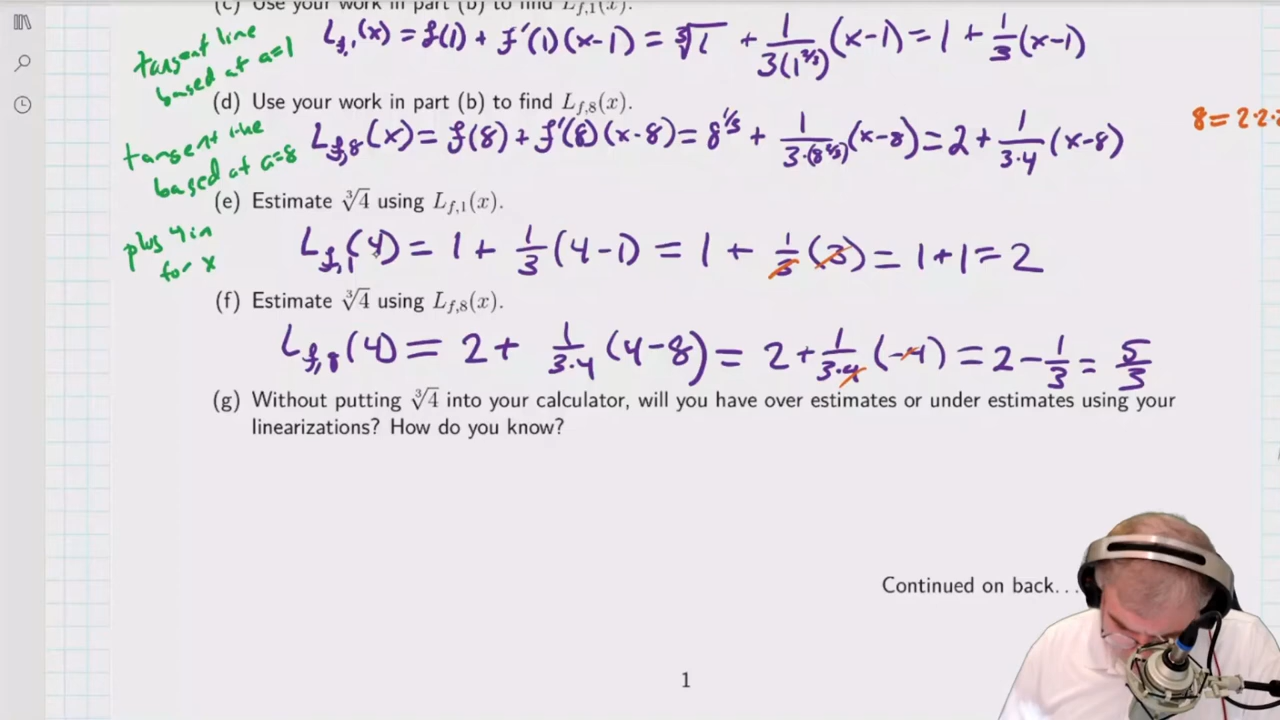 (c) Use your work in part (b) to find L_{f,1}(x).
tangent line based at a=1
L_{f,1}(x) = f(1) + f'(1)(x-1) = ∛1 + 1/(3(1^{2/3})) (x-1) = 1 + 1/3 (x-1)
(d) Use your work in part (b) to find L_{f,8}(x).
8 = 2·2·
tangent line based at a=8
L_{f,8}(x) = f(8) + f'(8)(x-8) = 8^{1/3} + 1/(3·(8^{2/3})) (x-8) = 2 + 1/(3·4) (x-8)
(e) Estimate ∛4 using L_{f,1}(x).
plus 4 in for x
L_{f,1}(4) = 1 + 1/3 (4-1) = 1 + 1/3 (3) = 1+1 = 2
(f) Estimate ∛4 using L_{f,8}(x).
L_{f,8}(4) = 2 + 1/(3·4) (4-8) = 2 + 1/(3·4) (-4) = 2 - 1/3 = 5/3
(g) Without putting ∛4 into your calculator, will you have over estimates or under estimates using your
linearizations? How do you know?
Continued on back...
1